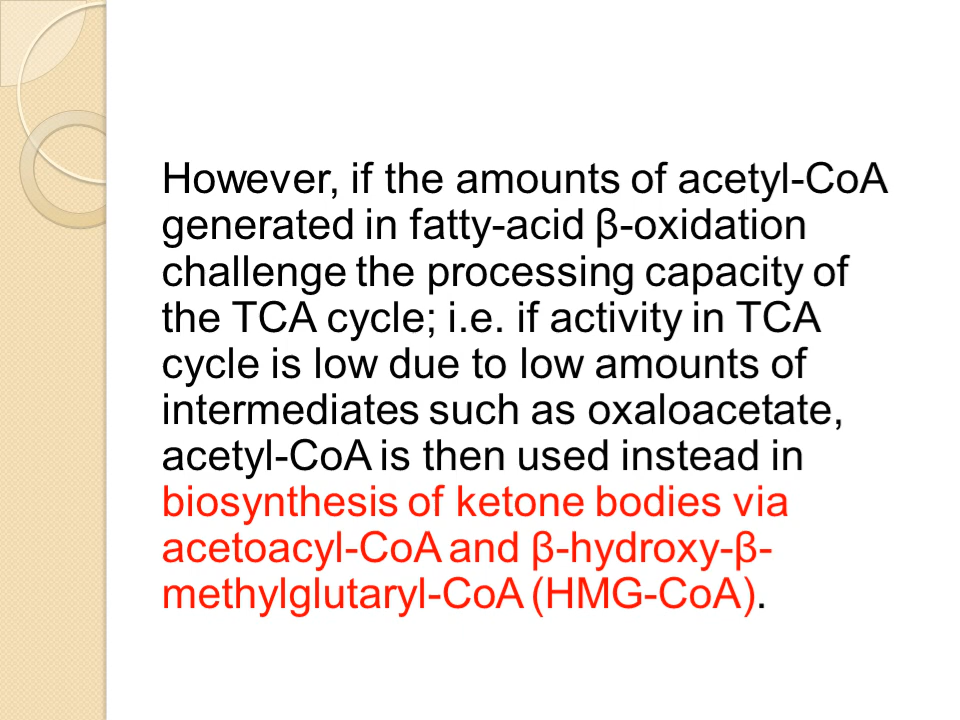 However, if the amounts of acetyl-CoA
generated in fatty-acid β-oxidation
challenge the processing capacity of
the TCA cycle; i.e. if activity in TCA
cycle is low due to low amounts of
intermediates such as oxaloacetate,
acetyl-CoA is then used instead in
biosynthesis of ketone bodies via
acetoacyl-CoA and β-hydroxy-β-
methylglutaryl-CoA (HMG-CoA).